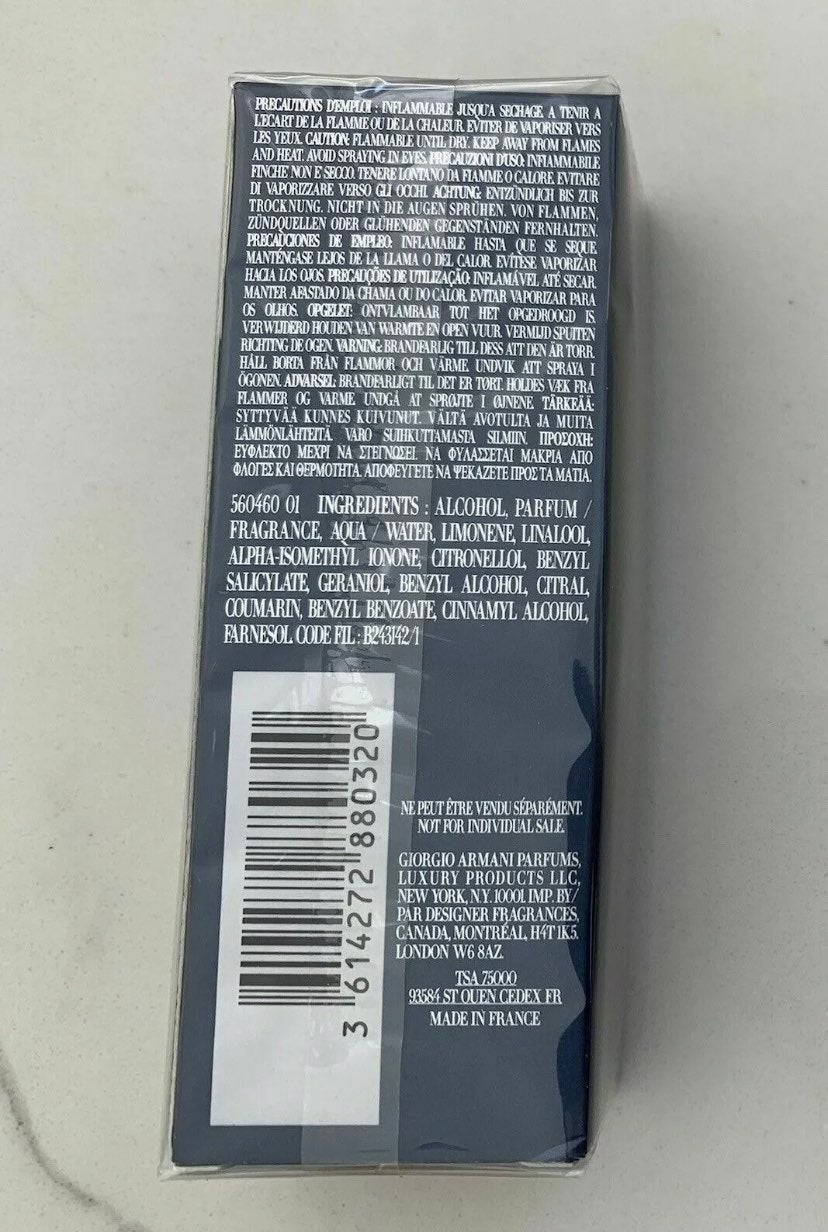 PRECAUTIONS D'EMPLOI : INFLAMMABLE JUSQU'A SECHAGE. A TENIR A
L'ECART DE LA FLAMME OU DE LA CHALEUR. EVITER DE VAPORISER VERS
LES YEUX. CAUTION: FLAMMABLE UNTIL DRY. KEEP AWAY FROM FLAMES
AND HEAT. AVOID SPRAYING IN EYES. PRECAUZIONI D'USO: INFIAMMABILE
FINCHE' NON E' SECCO. TENERE LONTANO DA FIAMME O CALORE. EVITARE
DI VAPORIZZARE VERSO GLI OCCHI. ACHTUNG: ENTZÜNDLICH BIS ZUR
TROCKNUNG. NICHT IN DIE AUGEN SPRÜHEN. VON FLAMMEN,
ZÜNDQUELLEN ODER GLÜHENDEN GEGENSTÄNDEN FERNHALTEN.
PRECAUCIONES DE EMPLEO: INFLAMABLE HASTA QUE SE SEQUE
MANTÉNGASE LEJOS DE LA LLAMA O DEL CALOR. EVÍTESE VAPORIZAR
HACIA LOS OJOS. PRECAUÇÕES DE UTILIZAÇÃO: INFLAMÁVEL ATÉ SECAR.
MANTER AFASTADO DA CHAMA OU DO CALOR. EVITAR VAPORIZAR PARA
OS OLHOS. OPGELET: ONTVLAMBAAR TOT HET OPGEDROOGD IS.
VERWIJDERD HOUDEN VAN WARMTE EN OPEN VUUR. VERMIJD SPUITEN
RICHTING DE OGEN. VARNING: BRANDFARLIG TILL DESS ATT DEN ÄR TORR.
HÅLL BORTA FRÅN FLAMMOR OCH VÄRME UNDVIK ATT SPRAYA I
ÖGONEN. ADVARSEL: BRANDFARLIGT TIL DET ER TØRT. HOLDES VÆK FRA
FLAMMER OG VARME. UNDGÅ AT SPRØJTE I ØJNENE. TÄRKEÄÄ:
SYTTYVÄÄ KUNNES KUIVUNUT. VÄLTÄ AVOTULTA JA MUITA
LÄMMÖNLÄHTEITÄ. VARO SUIHKUTTAMASTA SILMIIN. ΠΡΟΣΟΧΗ:
ΕΥΦΛΕΚΤΟ ΜΕΧΡΙ ΝΑ ΣΤΕΓΝΩΣΕΙ. ΝΑ ΦΥΛΑΣΣΕΤΑΙ ΜΑΚΡΙΑ ΑΠΟ
ΦΛΟΓΕΣ ΚΑΙ ΘΕΡΜΟΤΗΤΑ. ΑΠΟΦΕΥΓΕΤΕ ΝΑ ΨΕΚΑΖΕΤΕ ΠΡΟΣ ΤΑ ΜΑΤΙΑ.
560460 01 INGREDIENTS : ALCOHOL, PARFUM /
FRAGRANCE, AQUA / WATER, LIMONENE, LINALOOL,
ALPHA-ISOMETHYL IONONE, CITRONELLOL, BENZYL
SALICYLATE, GERANIOL, BENZYL ALCOHOL, CITRAL,
COUMARIN, BENZYL BENZOATE, CINNAMYL ALCOHOL,
FARNESOL. CODE FIL : B243142/1
3 614272 880320
NE PEUT ÊTRE VENDU SÉPARÉMENT.
NOT FOR INDIVIDUAL SALE.
GIORGIO ARMANI PARFUMS,
LUXURY PRODUCTS LLC,
NEW YORK, N.Y. 10001. IMP. BY/
PAR DESIGNER FRAGRANCES,
CANADA, MONTRÉAL, H4T 1K5.
LONDON W6 8AZ.
TSA 75000
93584 ST OUEN CEDEX FR
MADE IN FRANCE